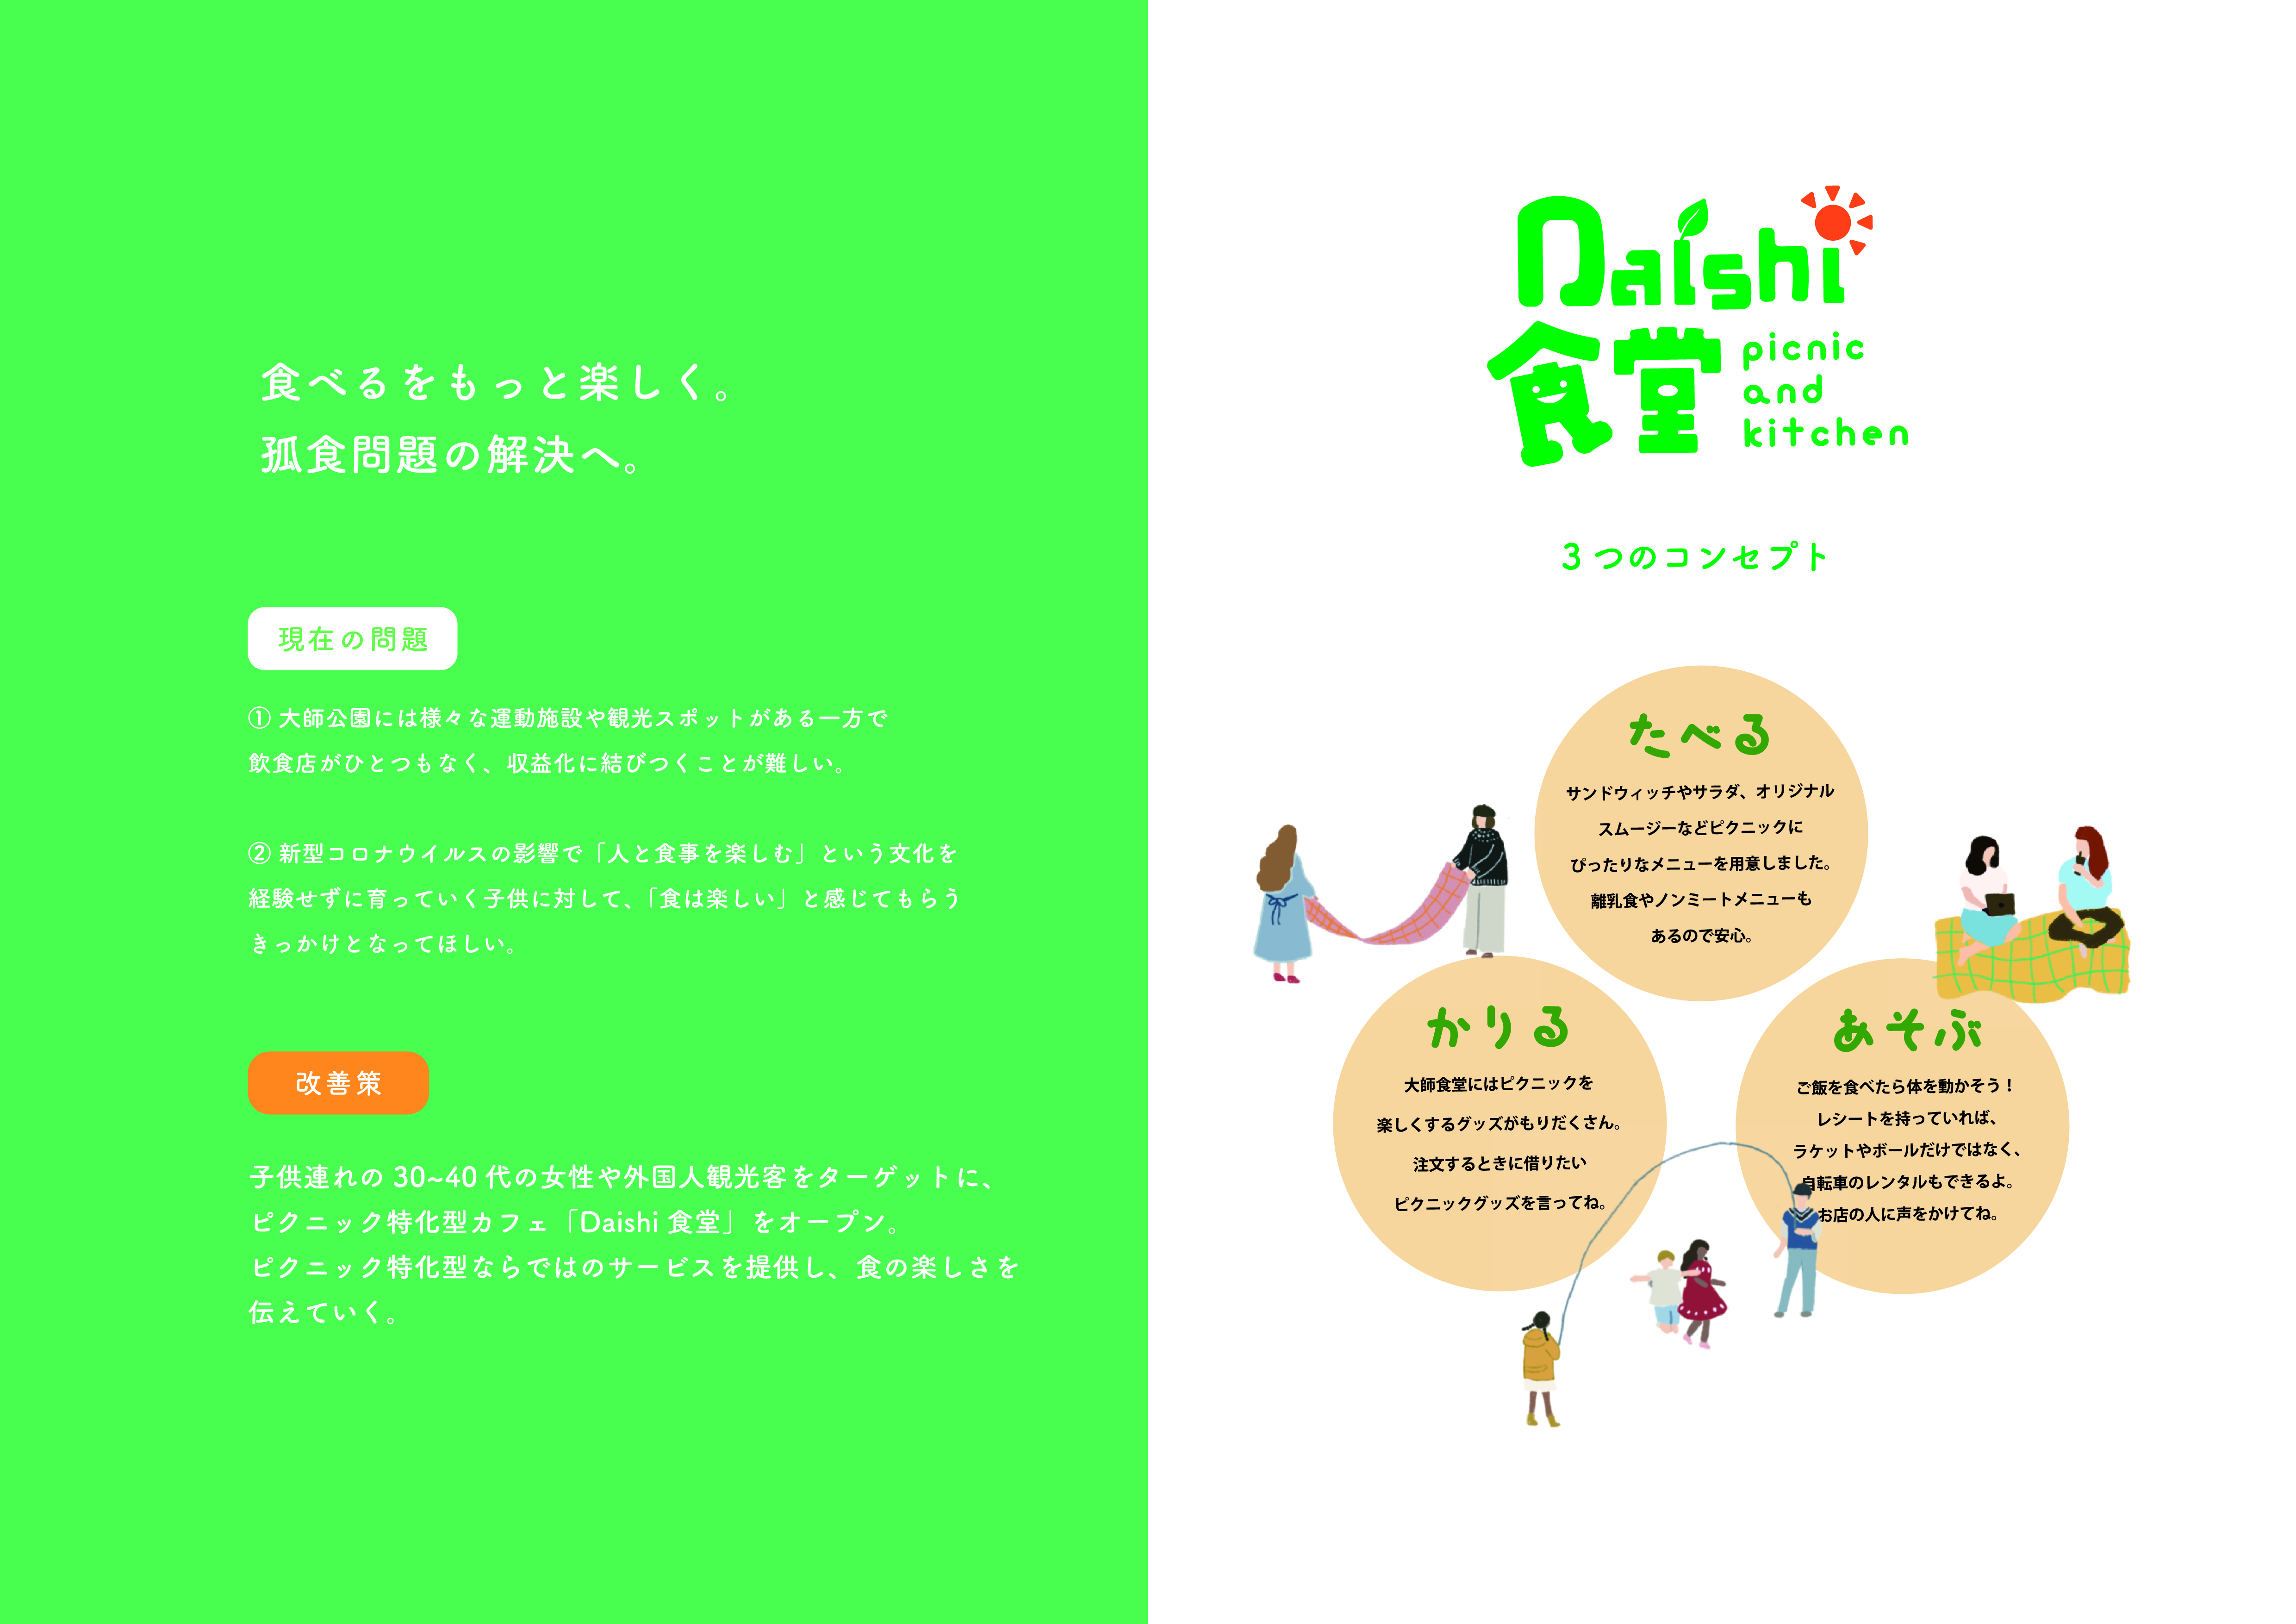 食べるをもっと楽しく。
孤食問題の解決へ。
現在の問題
① 大師公園には様々な運動施設や観光スポットがある一方で
飲食店がひとつもなく、収益化に結びつくことが難しい。
② 新型コロナウイルスの影響で「人と食事を楽しむ」という文化を
経験せずに育っていく子供に対して、「食は楽しい」と感じてもらう
きっかけとなってほしい。
改善策
子供連れの 30~40 代の女性や外国人観光客をターゲットに、
ピクニック特化型カフェ「Daishi 食堂」をオープン。
ピクニック特化型ならではのサービスを提供し、食の楽しさを
伝えていく。
Daishi
食堂
picnic
and
kitchen
3 つのコンセプト
たべる
サンドウィッチやサラダ、オリジナル
スムージーなどピクニックに
ぴったりなメニューを用意しました。
離乳食やノンミートメニューも
あるので安心。
かりる
大師食堂にはピクニックを
楽しくするグッズがもりだくさん。
注文するときに借りたい
ピクニックグッズを言ってね。
あそぶ
ご飯を食べたら体を動かそう！
レシートを持っていれば、
ラケットやボールだけではなく、
自転車のレンタルもできるよ。
お店の人に声をかけてね。